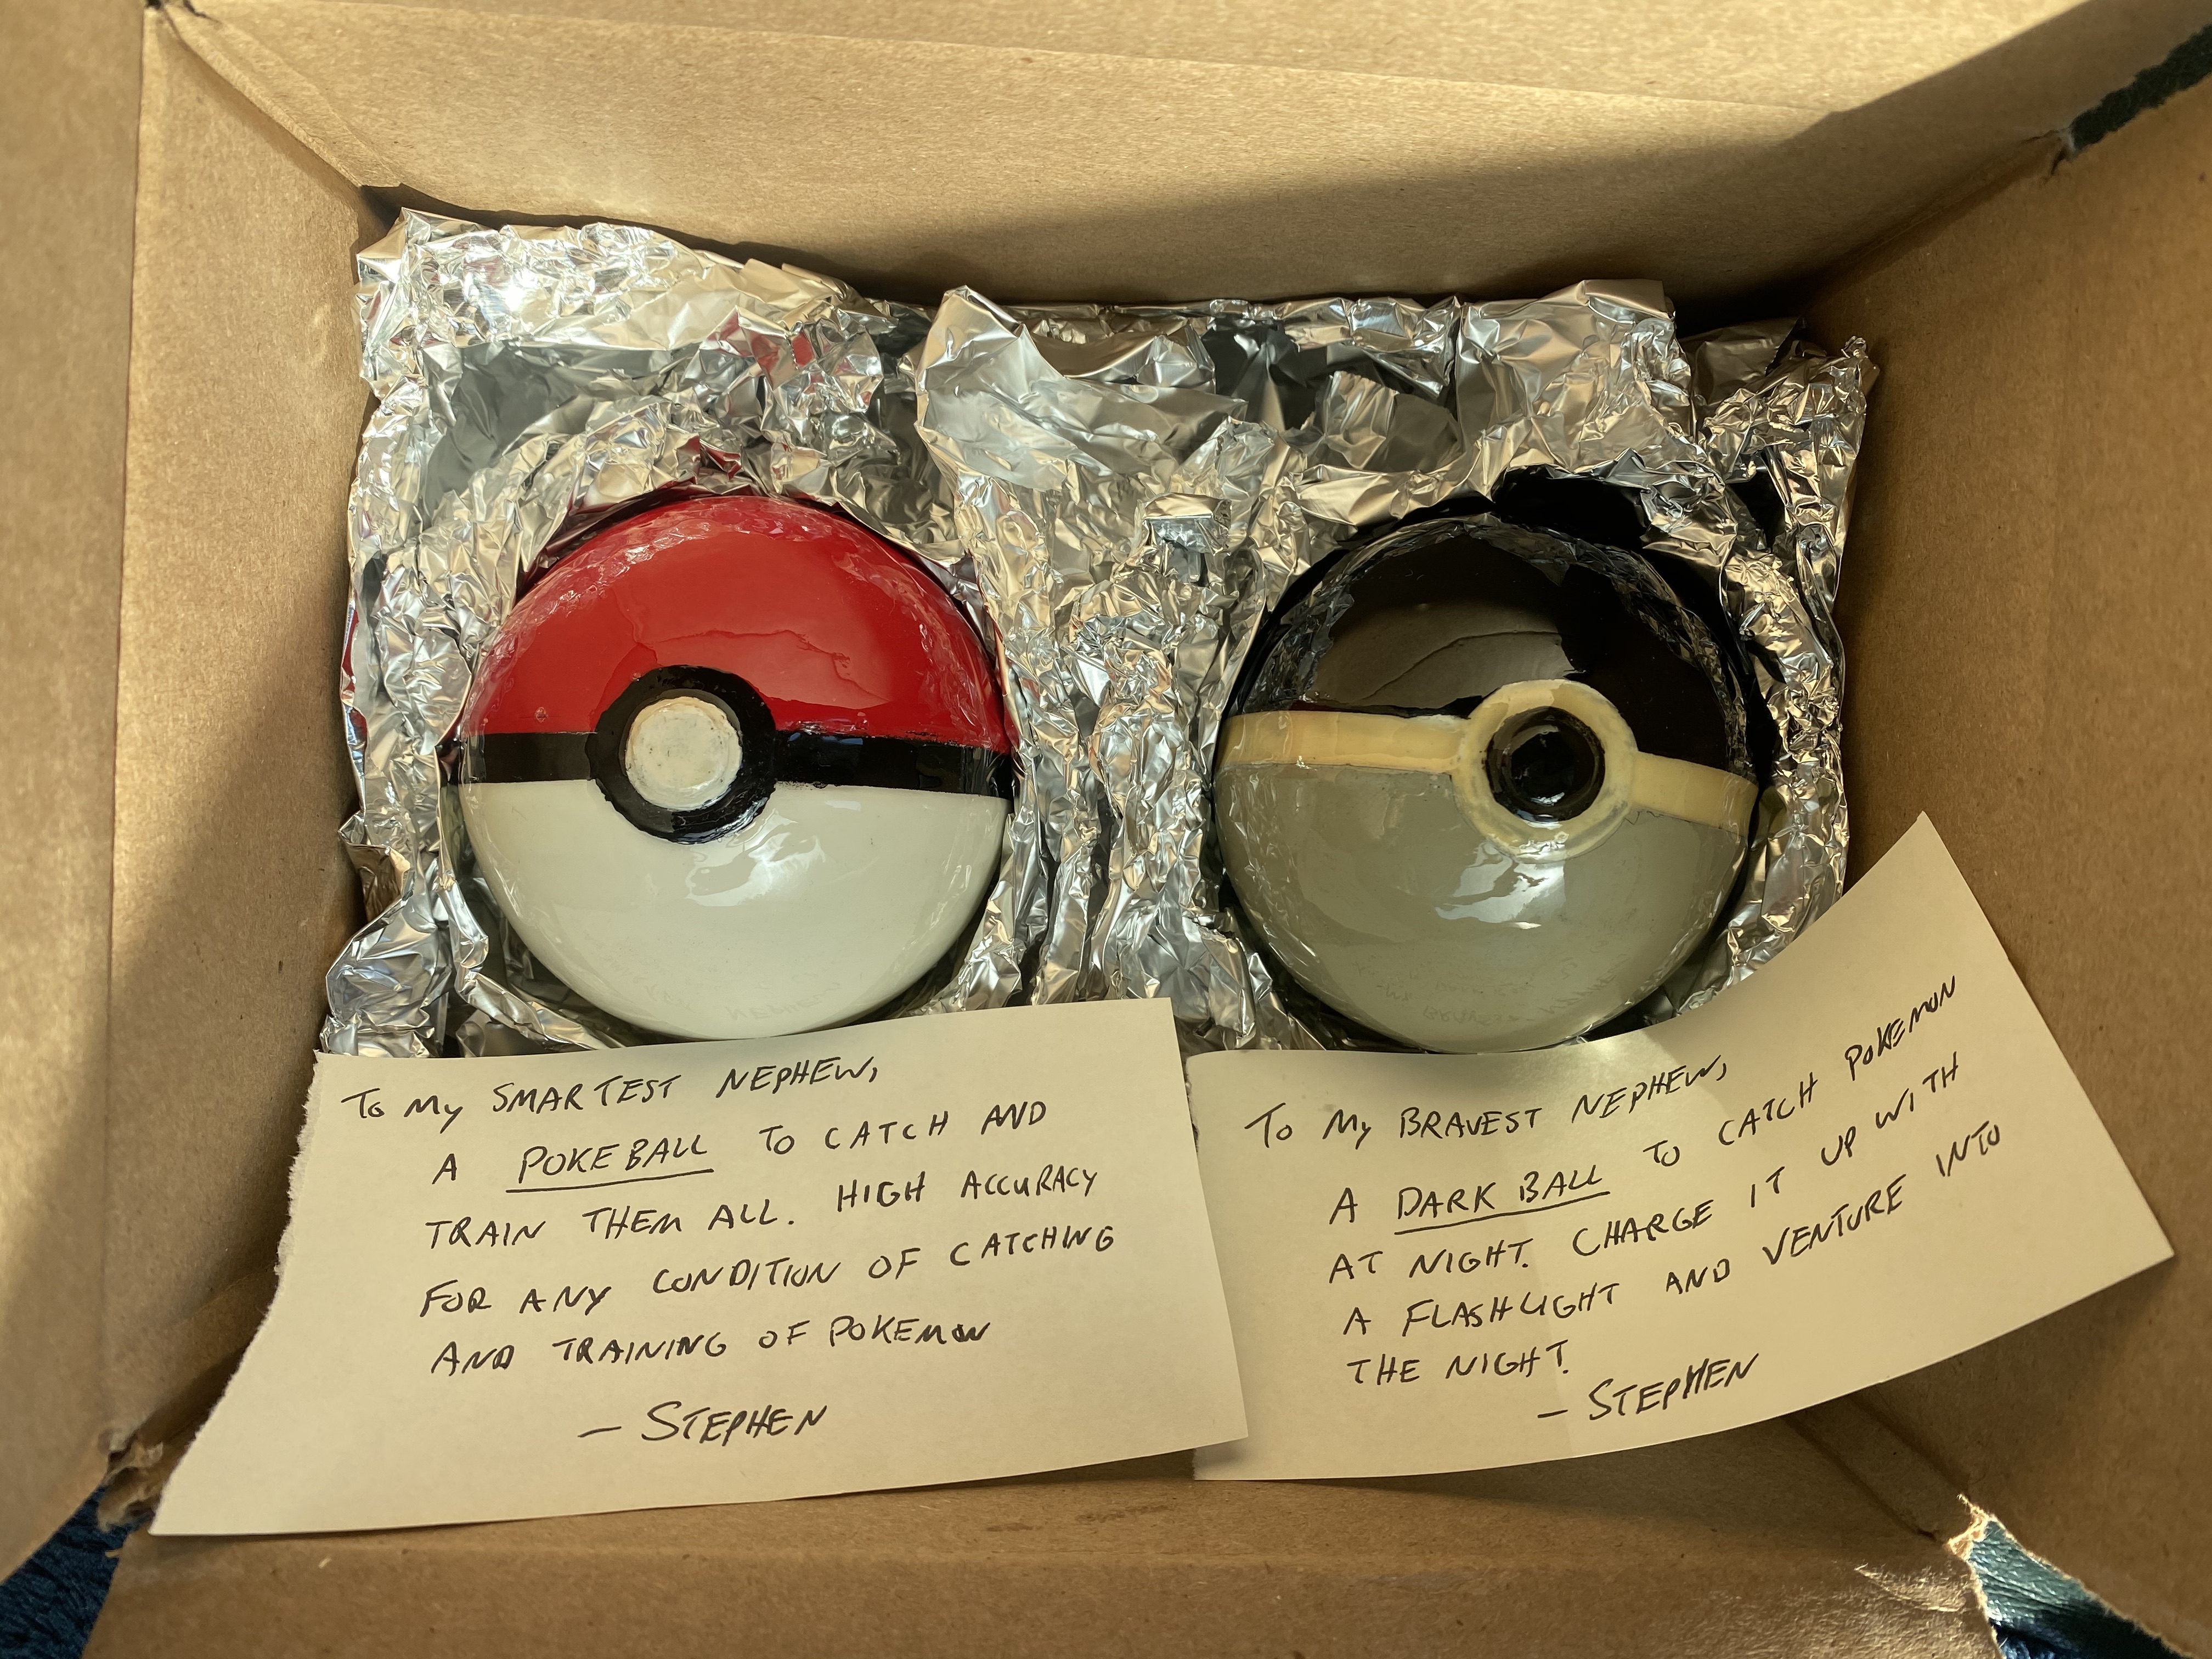 TO MY SMARTEST NEPHEW,
A POKEBALL TO CATCH AND
TRAIN THEM ALL. HIGH ACCURACY
FOR ANY CONDITION OF CATCHING
AND TRAINING OF POKEMON
— STEPHEN
TO MY BRAVEST NEPHEW,
A DARK BALL TO CATCH POKEMON
AT NIGHT. CHARGE IT UP WITH
A FLASHLIGHT AND VENTURE INTO
THE NIGHT.
— STEPHEN